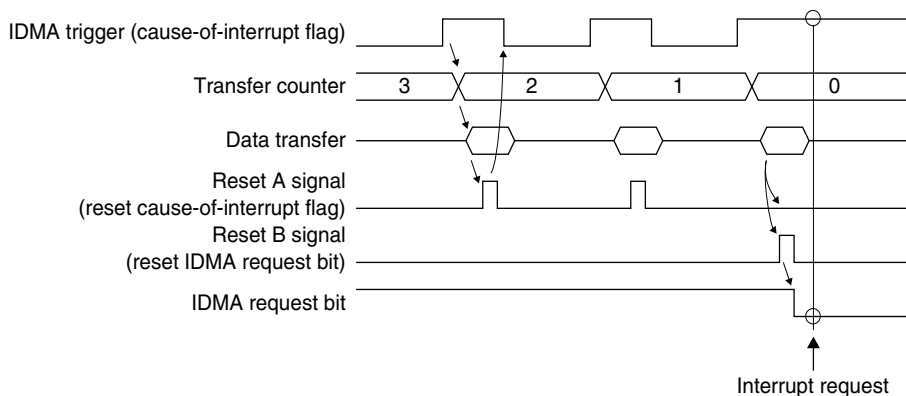 IDMA trigger (cause-of-interrupt flag)
Transfer counter
3
2
1
0
Data transfer
Reset A signal
(reset cause-of-interrupt flag)
Reset B signal
(reset IDMA request bit)
IDMA request bit
Interrupt request